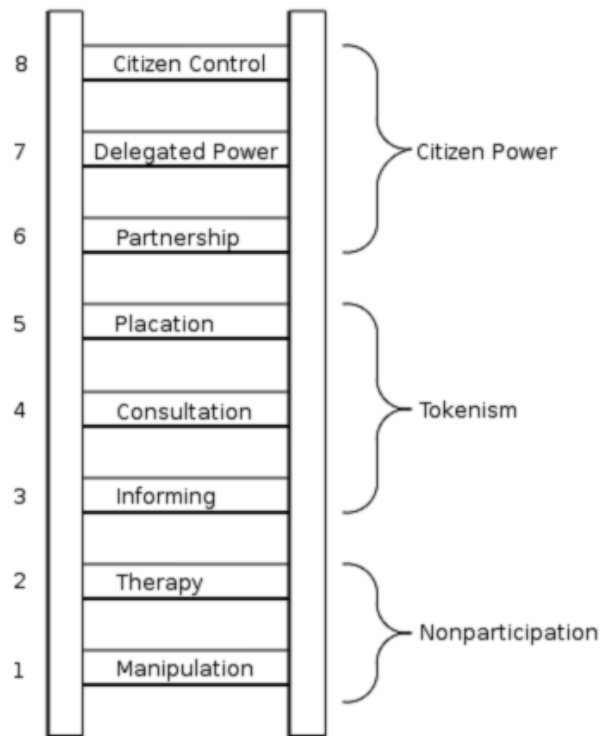 8 Citizen Control
7 Delegated Power Citizen Power
6 Partnership
5 Placation
4 Consultation Tokenism
3 Informing
2 Therapy
Nonparticipation
1 Manipulation